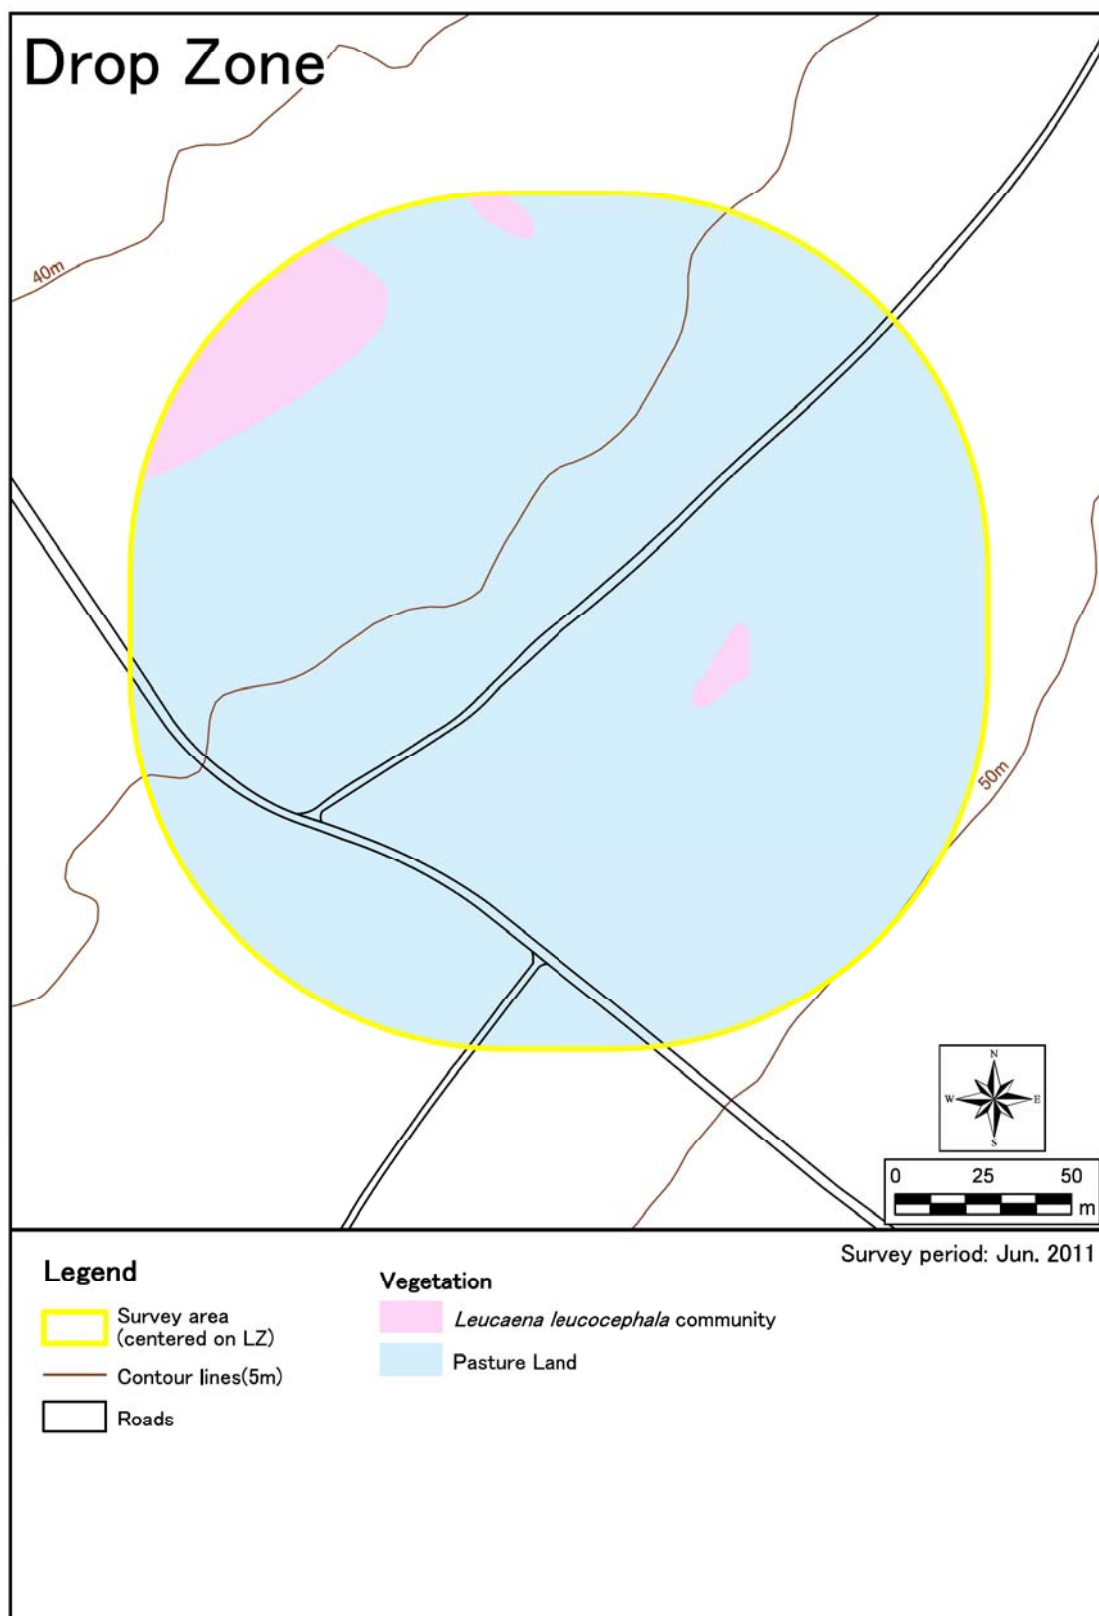 Drop Zone
40m
50m
N
W E
S
0 25 50
m
Survey period: Jun. 2011
Legend
Survey area
(centered on LZ)
Contour lines(5m)
Roads
Vegetation
Leucaena leucocephala community
Pasture Land